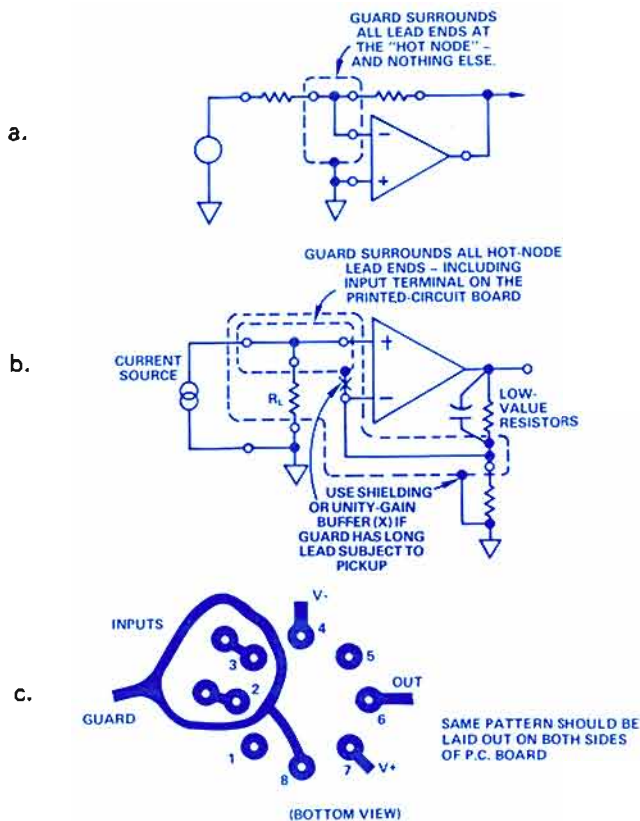 GUARD SURROUNDS
ALL LEAD ENDS AT
THE "HOT NODE" –
AND NOTHING ELSE.
a.
–
+
GUARD SURROUNDS ALL HOT-NODE
LEAD ENDS – INCLUDING
INPUT TERMINAL ON THE
PRINTED-CIRCUIT BOARD
b.
CURRENT
SOURCE
RL
+
–
LOW-
VALUE
RESISTORS
USE SHIELDING
OR UNITY-GAIN
BUFFER (X) IF
GUARD HAS LONG
LEAD SUBJECT TO
PICKUP
c.
INPUTS
GUARD
V-
4
3
5
2
OUT
6
1
8
7
V+
SAME PATTERN SHOULD BE
LAID OUT ON BOTH SIDES
OF P.C. BOARD
(BOTTOM VIEW)